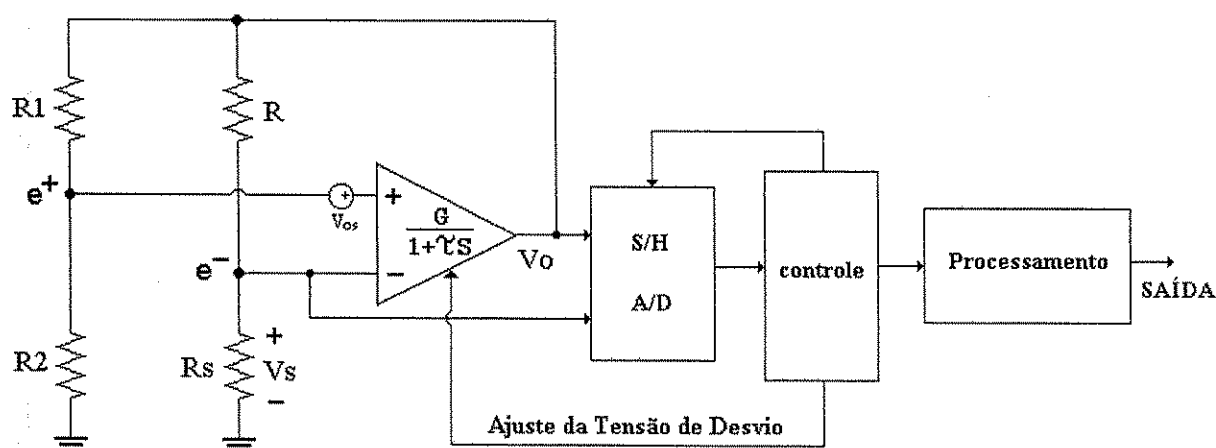 R1
R
e+
Vos
+
G
1+τS
−
e−
Vo
S/H
A/D
controle
Processamento
SAÍDA
R2
Rs
+
Vs
−
Ajuste da Tensão de Desvio